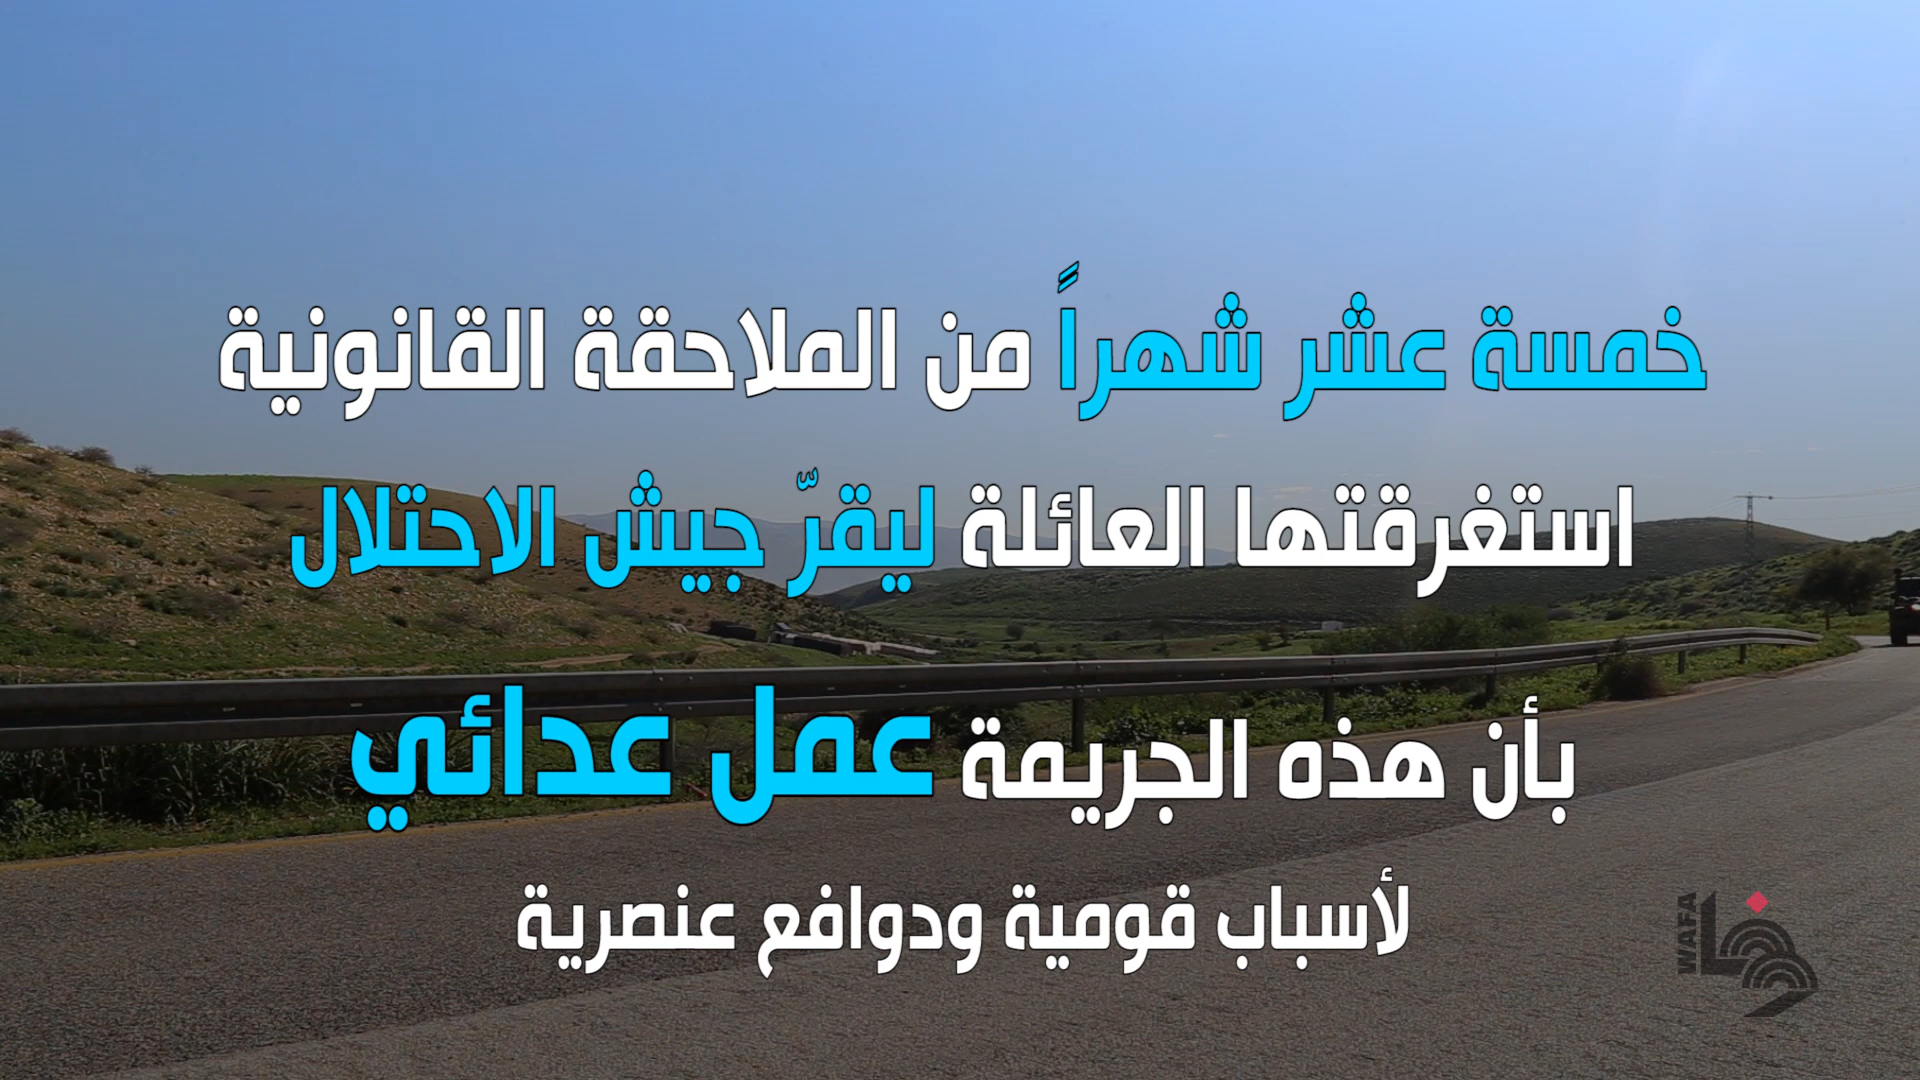 خمسة عشر شهراً من الملاحقة القانونية
استغرقتها العائلة ليقرّ جيش الاحتلال
بأن هذه الجريمة عمل عدائي
لأسباب قومية ودوافع عنصرية
WAFA وفا